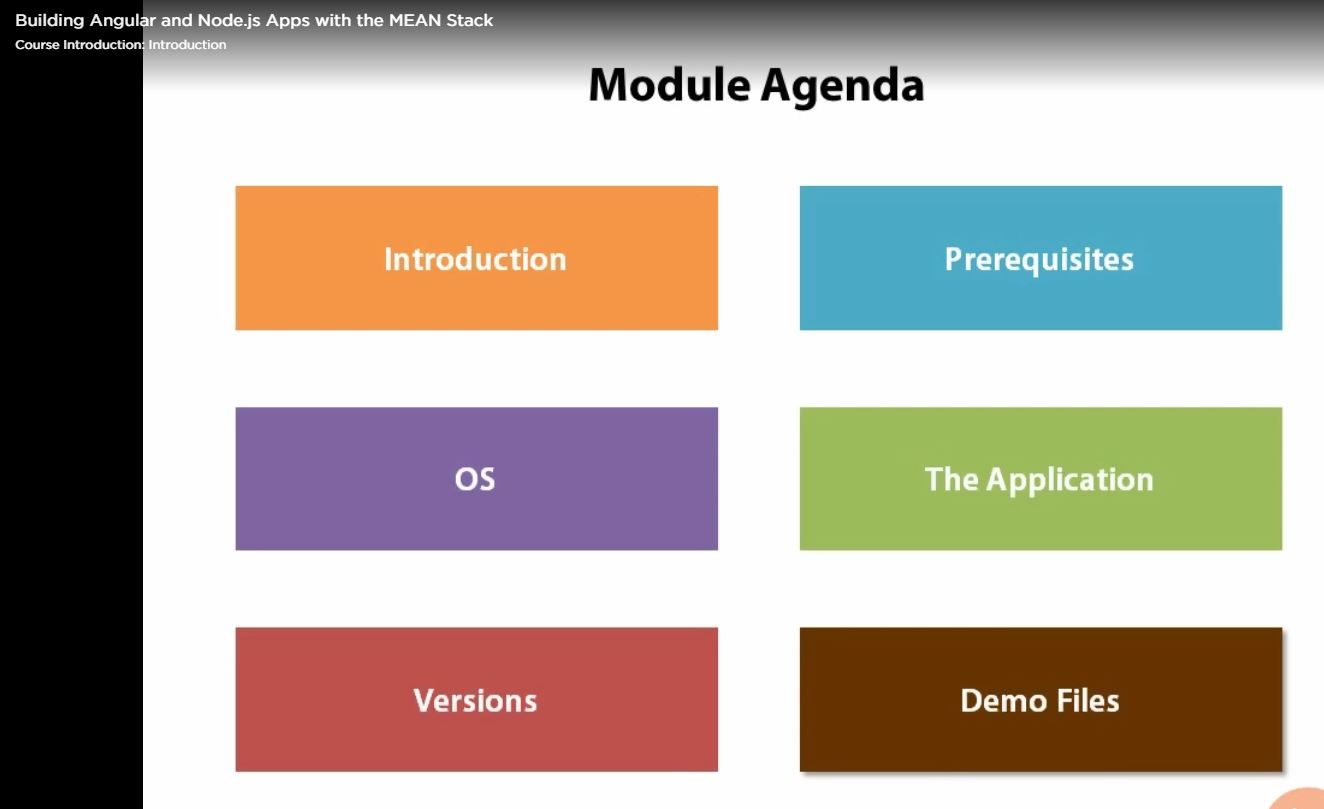 Building Angular and Node.js Apps with the MEAN Stack
Course Introduction: Introduction
Module Agenda
Introduction
Prerequisites
OS
The Application
Versions
Demo Files